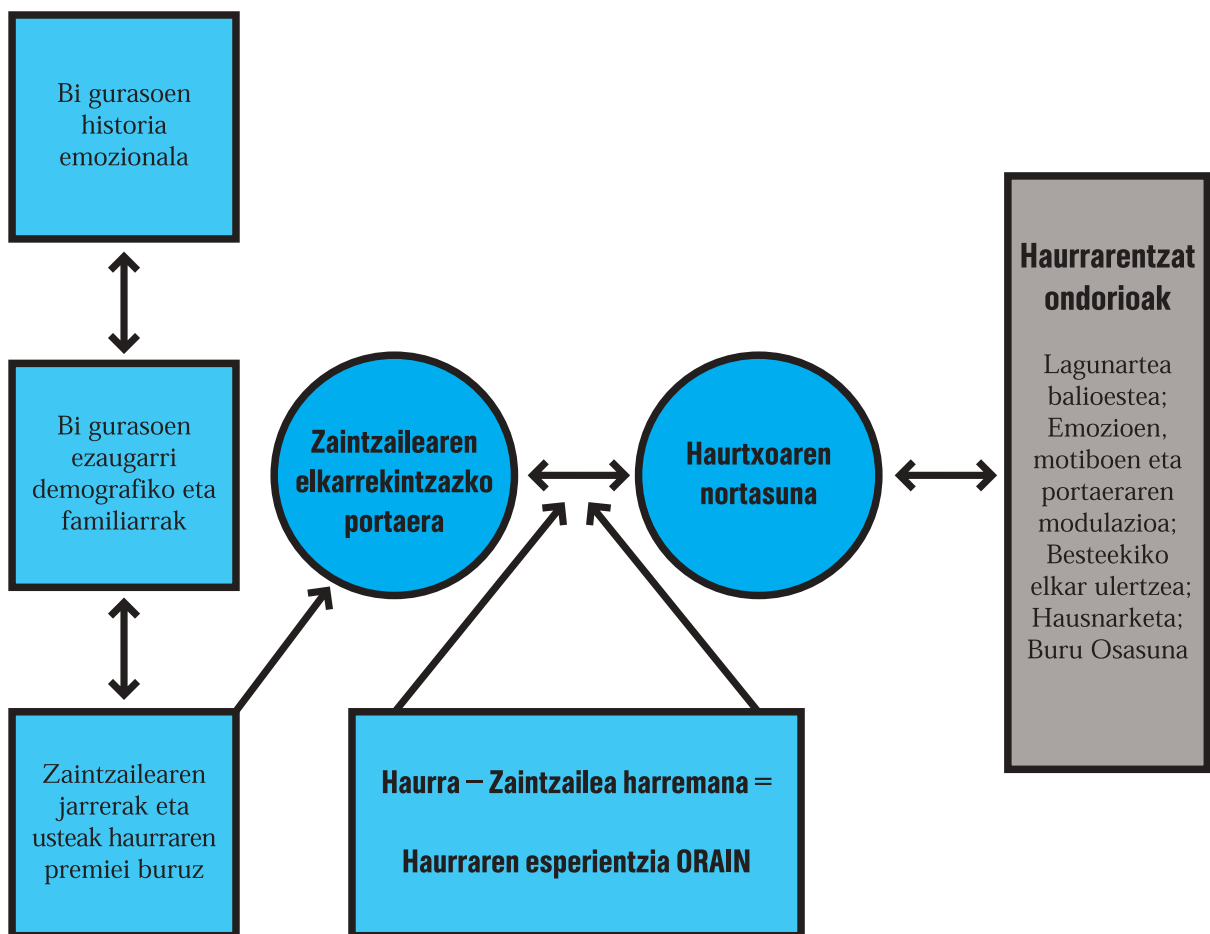 Bi gurasoen
historia
emozionala
Bi gurasoen
ezaugarri
demografiko eta
familiarrak
Zaintzailearen
jarrerak eta
usteak haurraren
premiei buruz
Zaintzailearen
elkarrekintzazko
portaera
Haurtxoaren
nortasuna
Haurra – Zaintzailea harremana =
Haurraren esperientzia ORAIN
Haurrarentzat
ondorioak
Lagunartea
balioestea;
Emozioen,
motiboen eta
portaeraren
modulazioa;
Besteekiko
elkar ulertzea;
Hausnarketa;
Buru Osasuna